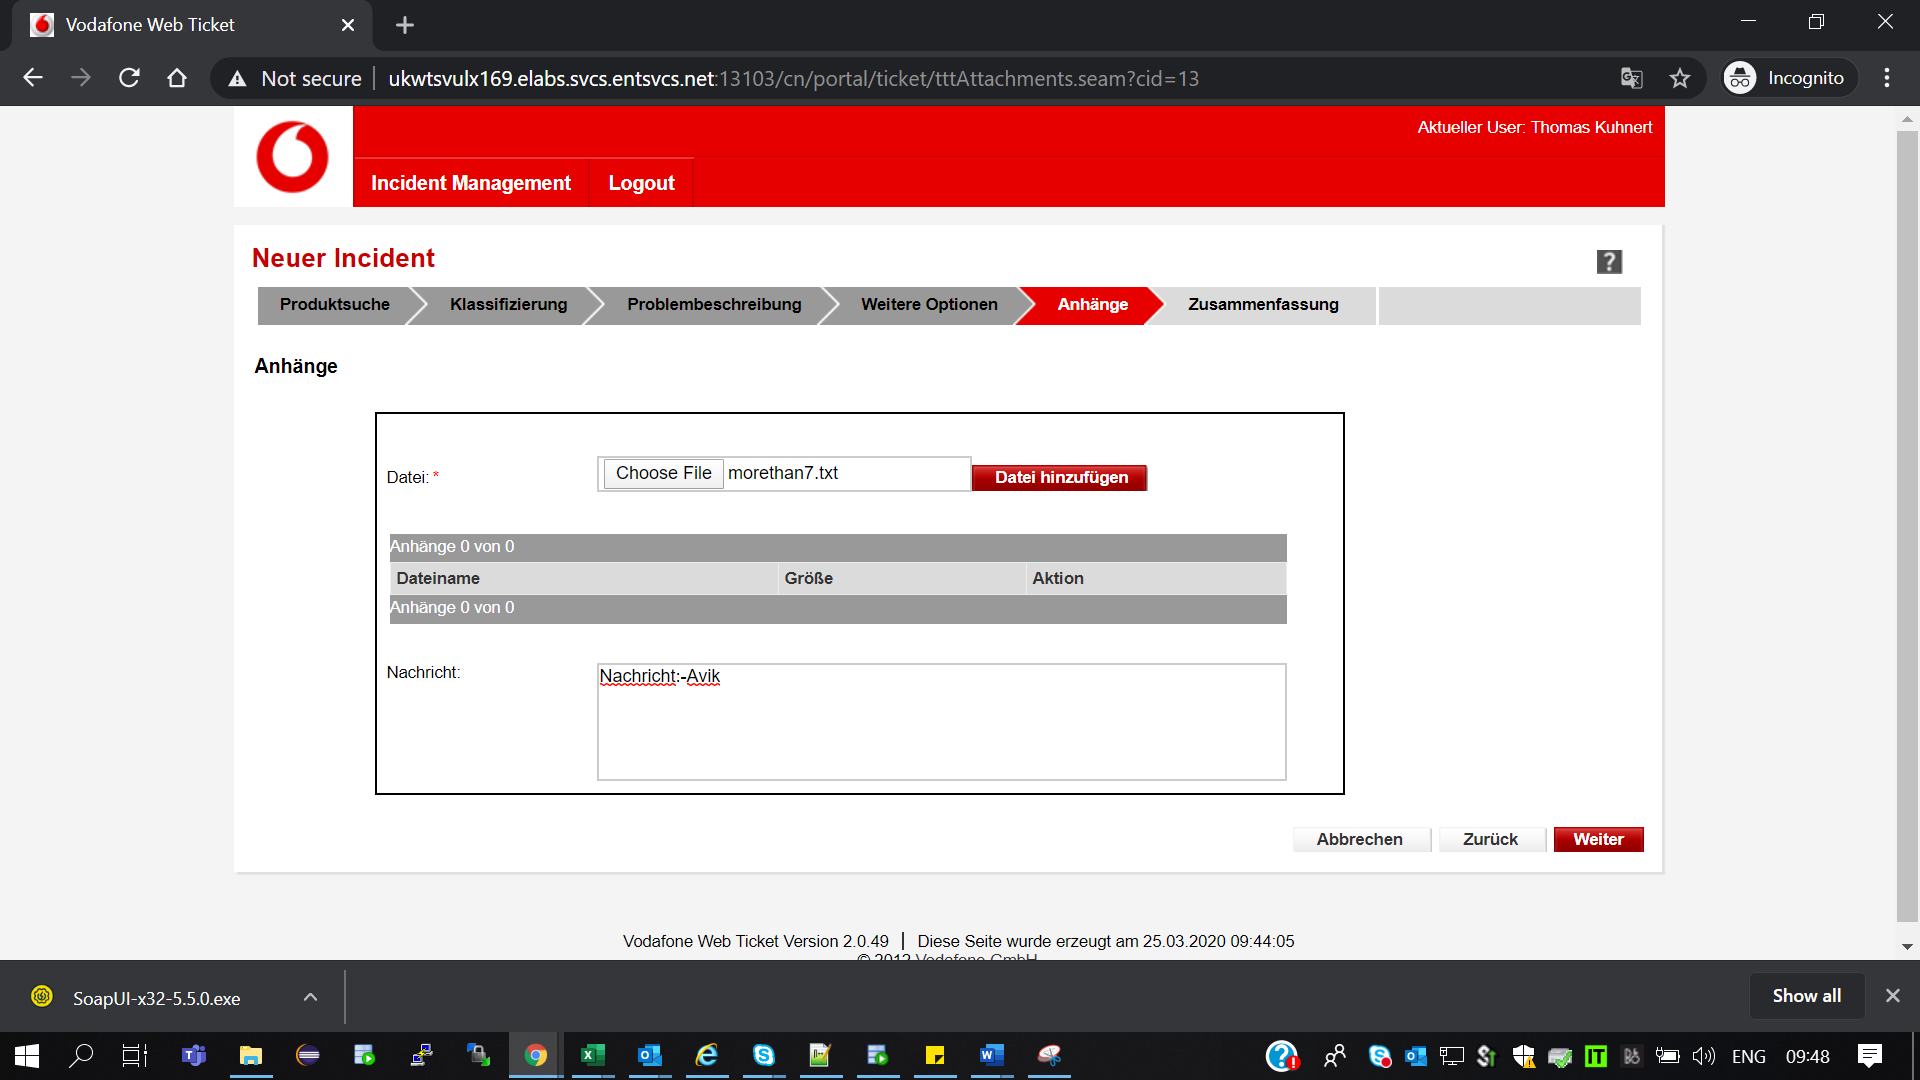 Vodafone Web Ticket
Not secure
ukwtsvulx169.elabs.svcs.entsvcs.net:13103/cn/portal/ticket/tttAttachments.seam?cid=13
Incognito
Aktueller User: Thomas Kuhnert
Incident Management
Logout
Neuer Incident
?
Produktsuche
Klassifizierung
Problembeschreibung
Weitere Optionen
Anhänge
Zusammenfassung
Anhänge
Datei: *
Choose File
morethan7.txt
Datei hinzufügen
Anhänge 0 von 0
Dateiname
Größe
Aktion
Anhänge 0 von 0
Nachricht:
Nachricht:-Avik
Abbrechen
Zurück
Weiter
Vodafone Web Ticket Version 2.0.49 | Diese Seite wurde erzeugt am 25.03.2020 09:44:05
© 2012 Vodafone GmbH
SoapUI-x32-5.5.0.exe
Show all
ENG
09:48